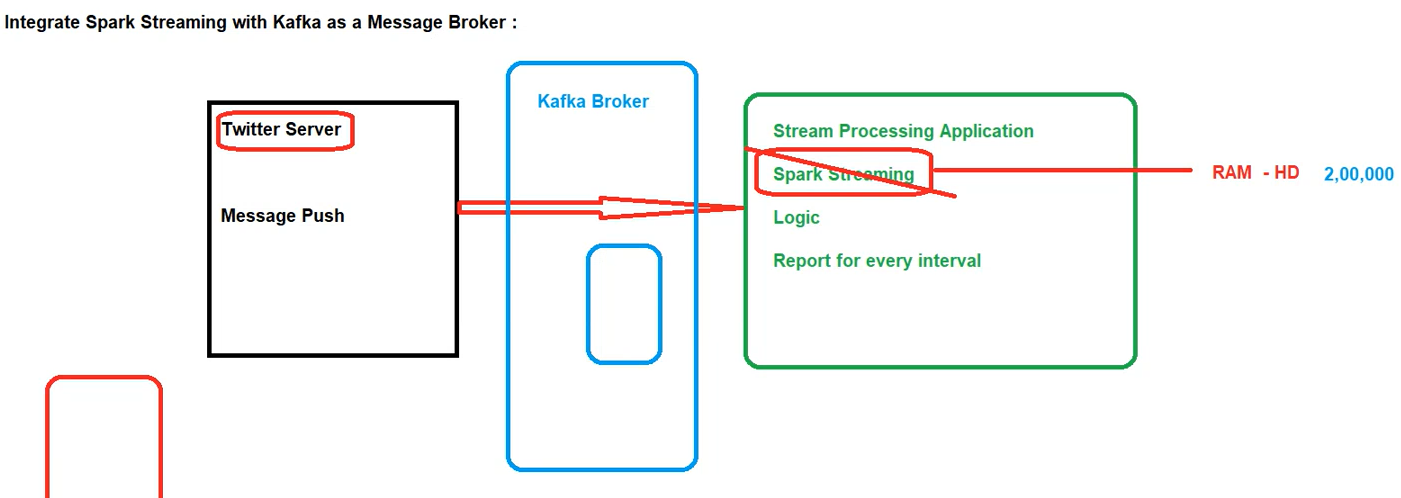 Integrate Spark Streaming with Kafka as a Message Broker :
Kafka Broker
Twitter Server
Message Push
Stream Processing Application
Spark Streaming
RAM - HD 2,00,000
Logic
Report for every interval